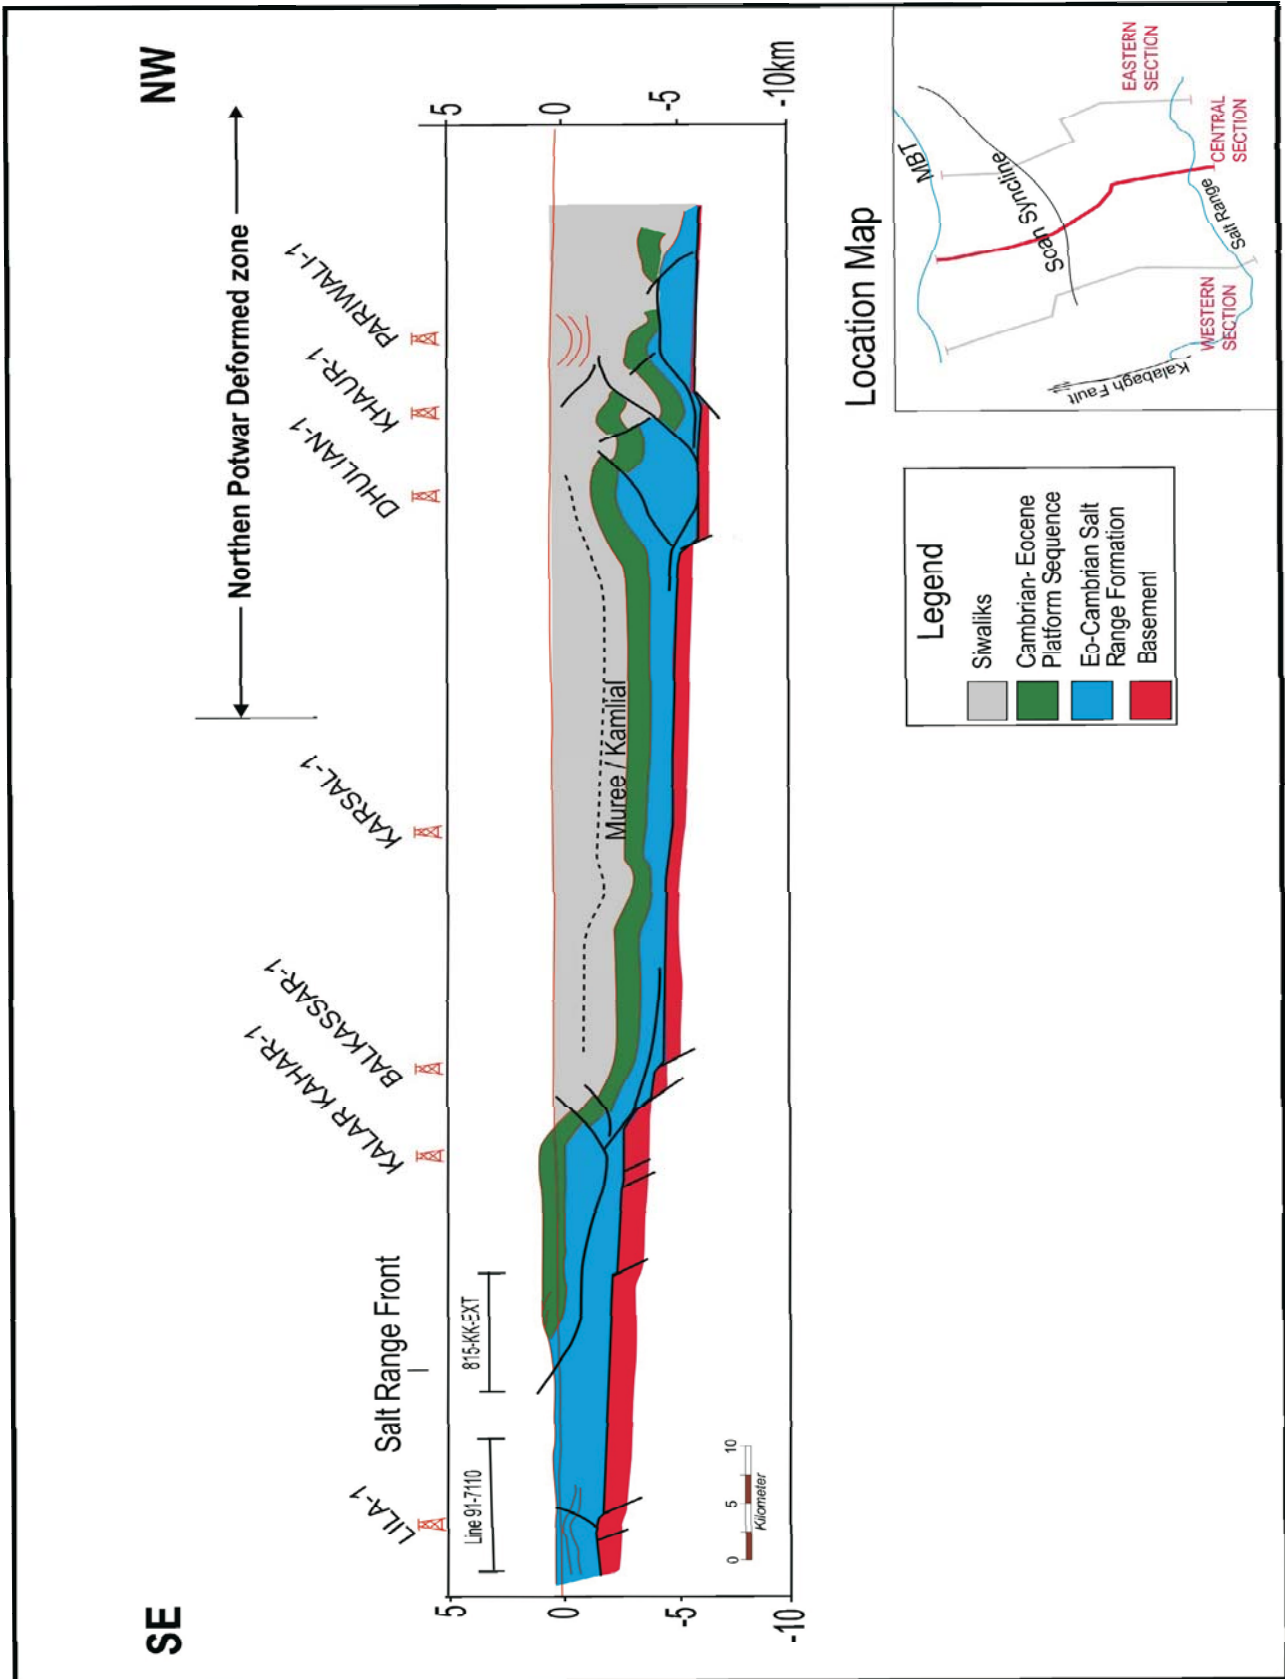 SE
NW
Northen Potwar Deformed zone
LILA-1
Salt Range Front
KALAR KAHAR-1
BALKASSAR-1
KARSAL-1
DHULIAN-1
KHAUR-1
PARIWALI-1
Line 91-7110
815-KK-EXT
5
0
-5
-10
5
0
-5
-10km
Muree / Kamlial
0
5
10
Kilometer
Legend
Siwaliks
Cambrian- Eocene
Platform Sequence
Eo-Cambrian Salt
Range Formation
Basement
Location Map
MBT
Soan Syncline
Salt Range
Kalabagh Fault
WESTERN
SECTION
CENTRAL
SECTION
EASTERN
SECTION